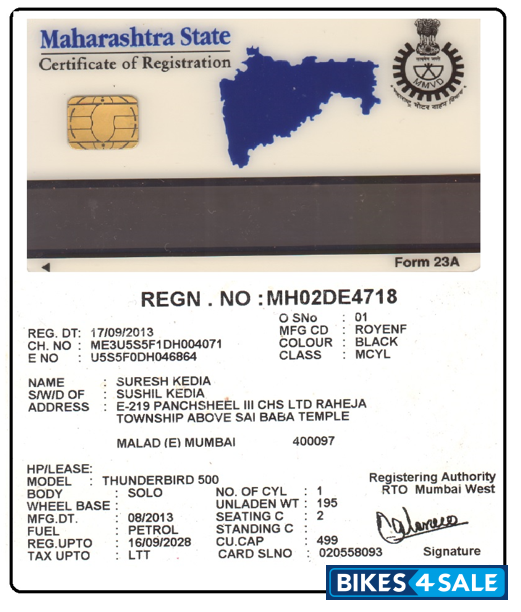 Maharashtra State
Certificate of Registration
MMVD
Form 23A
REGN . NO : MH02DE4718
O SNo : 01
REG. DT: 17/09/2013 MFG CD : ROYENF
CH. NO : ME3U5S5F1DH004071 COLOUR : BLACK
E NO : U5S5F0DH046864 CLASS : MCYL
NAME : SURESH KEDIA
S/W/D OF : SUSHIL KEDIA
ADDRESS : E-219 PANCHSHEEL III CHS LTD RAHEJA
TOWNSHIP ABOVE SAI BABA TEMPLE
MALAD (E) MUMBAI 400097
HP/LEASE:
MODEL : THUNDERBIRD 500 Registering Authority
BODY : SOLO NO. OF CYL : 1 RTO Mumbai West
WHEEL BASE : UNLADEN WT : 195
MFG.DT. : 08/2013 SEATING C : 2
FUEL : PETROL STANDING C :
REG.UPTO : 16/09/2028 CU.CAP : 499
TAX UPTO : LTT CARD SLNO : 020558093 Signature
BIKES4SALE